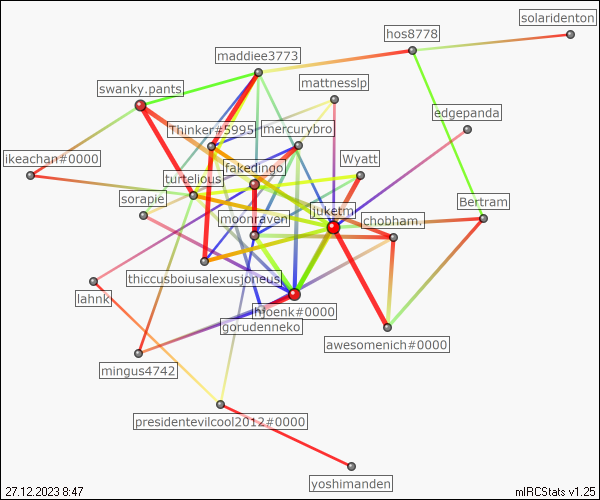 solaridenton
hos8778
maddiee3773
mattnesslp
swanky.pants
edgepanda
Thinker#5995
mercurybro
ikeachan#0000
fakedingo
Wyatt
turtelious
sorapie
juketm
Bertram
moonraven
chobham.
thiccusboiusalexusjoneus
lahnk
hjoenk#0000
gorudenneko
awesomenich#0000
mingus4742
presidentevilcool2012#0000
yoshimanden
27.12.2023 8:47
mIRCStats v1.25